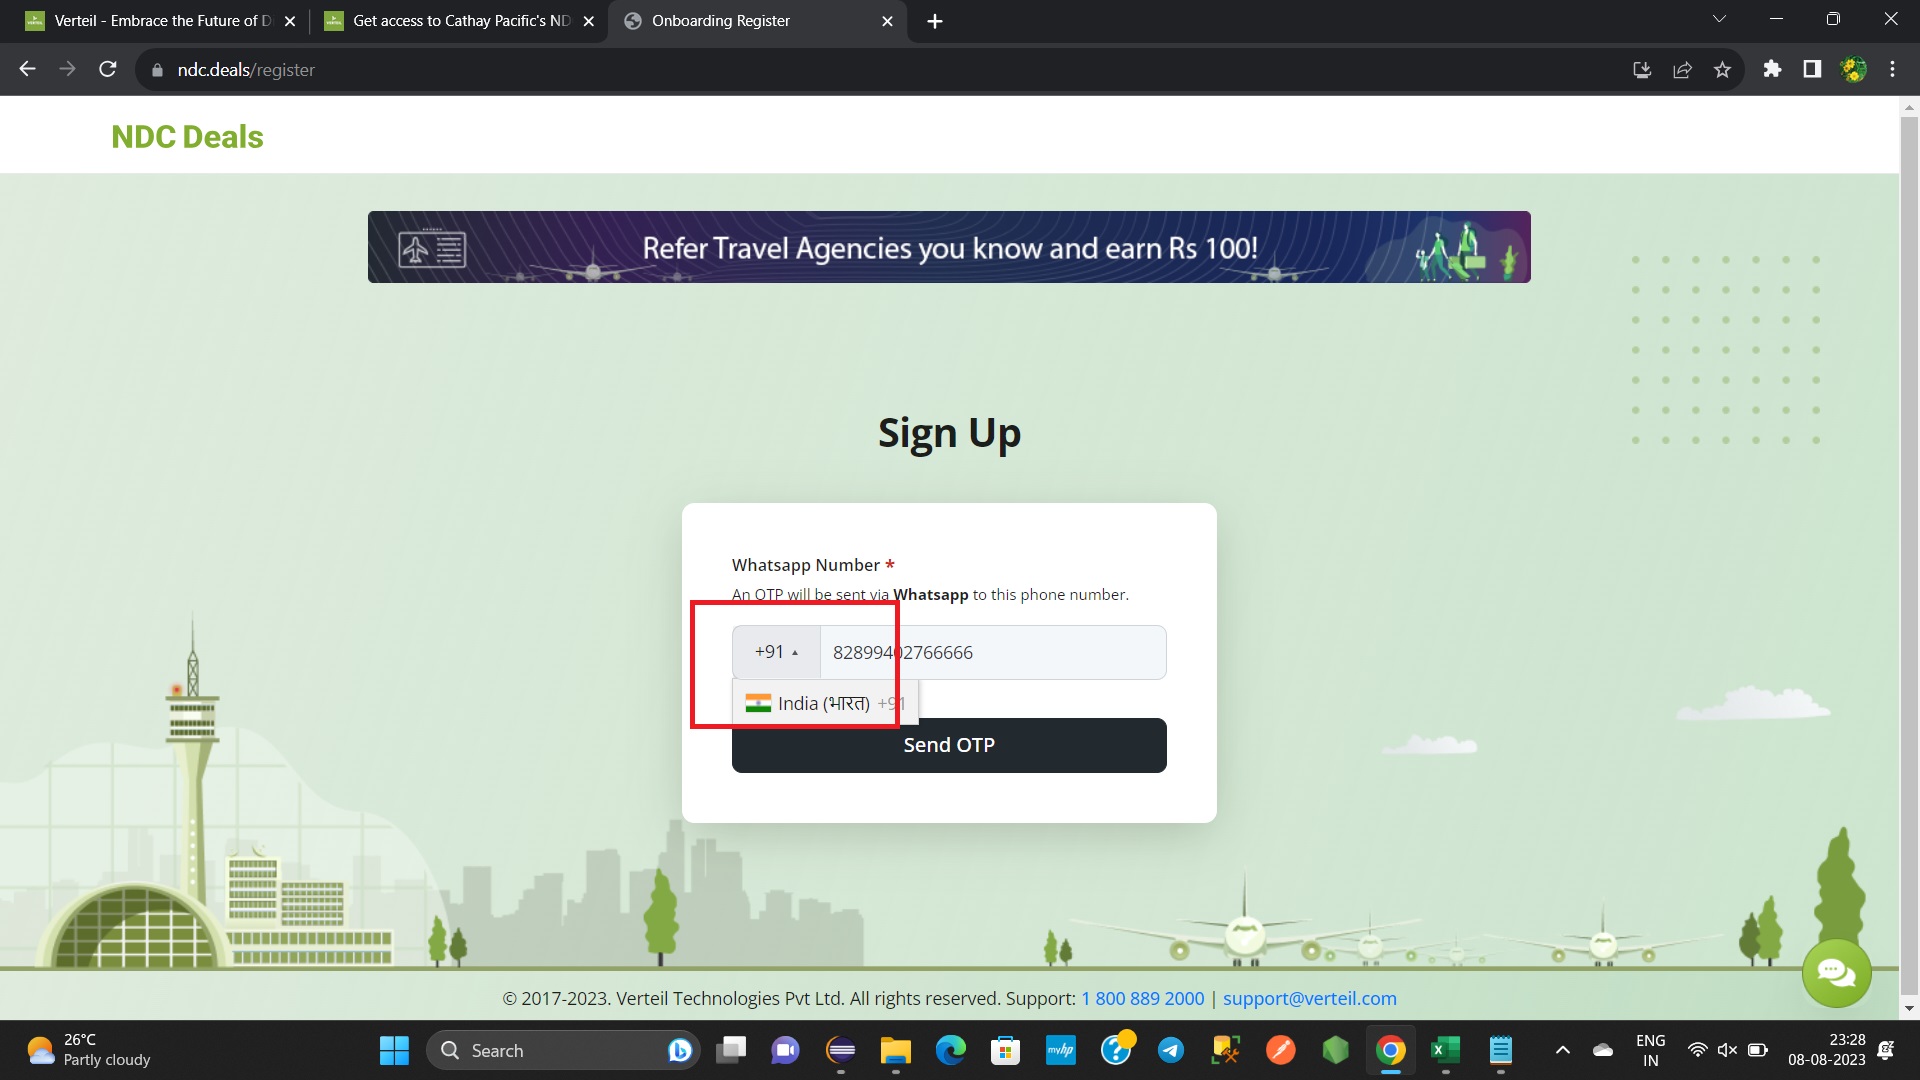 Verteil - Embrace the Future of D
Get access to Cathay Pacific's ND
Onboarding Register
ndc.deals/register
NDC Deals
Refer Travel Agencies you know and earn Rs 100!
Sign Up
Whatsapp Number *
An OTP will be sent via Whatsapp to this phone number.
+91
82899402766666
India (भारत) +91
Send OTP
© 2017-2023. Verteil Technologies Pvt Ltd. All rights reserved. Support: 1 800 889 2000 | support@verteil.com
26°C
Partly cloudy
Search
myhp
ENG
IN
23:28
08-08-2023